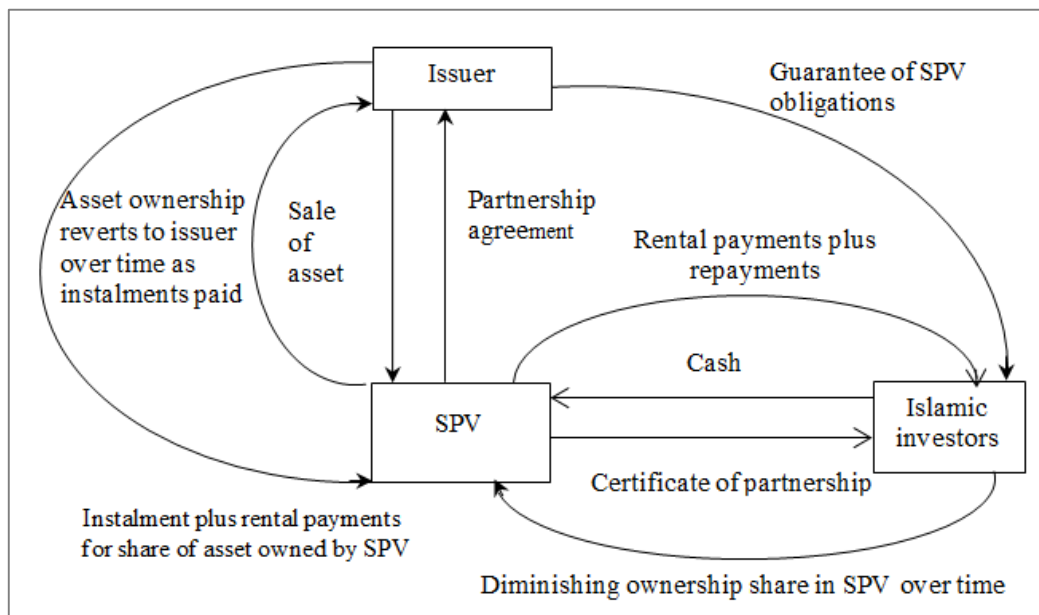 Issuer
Guarantee of SPV
obligations
Asset ownership
reverts to issuer
over time as
instalments paid
Sale
of
asset
Partnership
agreement
Rental payments plus
repayments
Cash
SPV
Islamic
investors
Certificate of partnership
Instalment plus rental payments
for share of asset owned by SPV
Diminishing ownership share in SPV over time